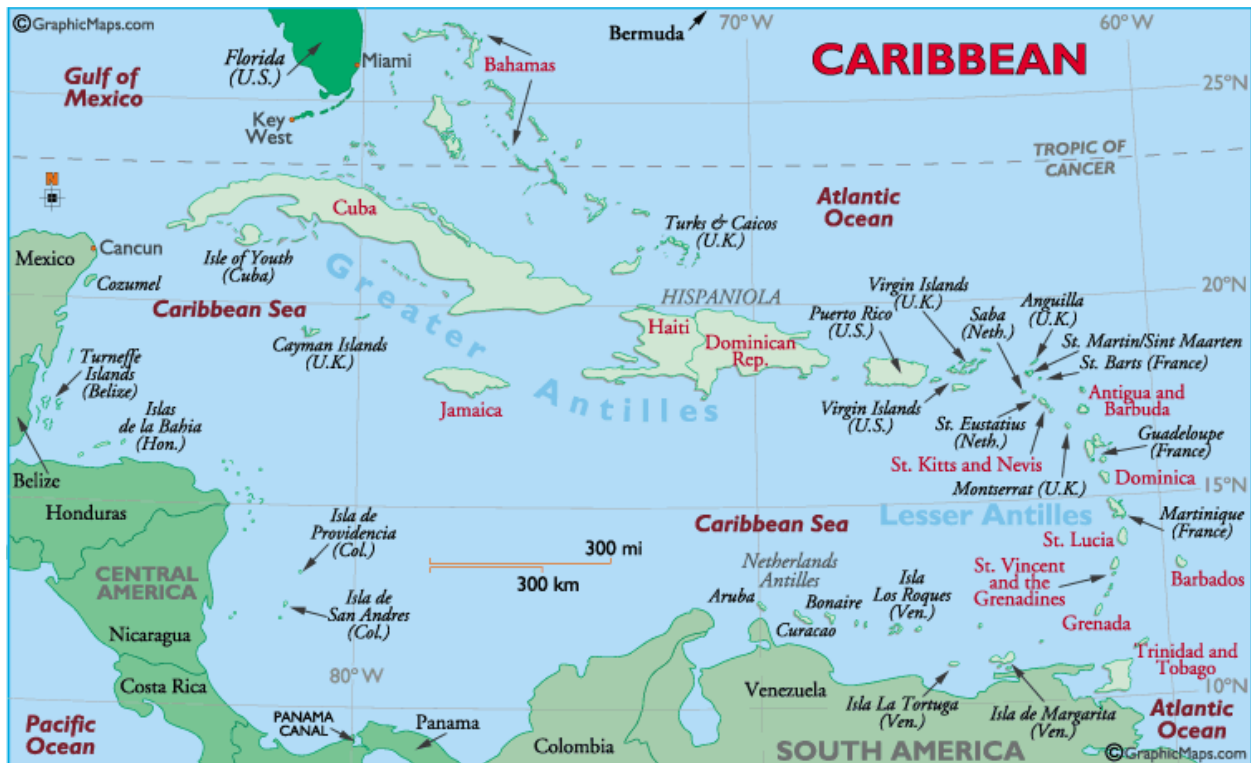 ©GraphicMaps.com
Bermuda
70°W
60°W
CARIBBEAN
Florida
(U.S.)
Miami
Bahamas
Gulf of
Mexico
25°N
Key
West
TROPIC OF
CANCER
Cuba
Atlantic
Ocean
Turks & Caicos
(U.K.)
Mexico
Cancun
Isle of Youth
(Cuba)
Cozumel
Greater
Caribbean Sea
HISPANIOLA
Virgin Islands
(U.K.)
20°N
Puerto Rico
(U.S.)
Saba
(Neth.)
Anguilla
(U.K.)
Haiti
Dominican
Rep.
St. Martin/Sint Maarten
St. Barts (France)
Cayman Islands
(U.K.)
Turneffe
Islands
(Belize)
Jamaica
Antilles
Virgin Islands
(U.S.)
Antigua and
Barbuda
Islas
de la Bahia
(Hon.)
St. Eustatius
(Neth.)
Guadeloupe
(France)
St. Kitts and Nevis
Montserrat (U.K.)
Dominica
Belize
15°N
Honduras
Isla de
Providencia
(Col.)
Caribbean Sea
Lesser Antilles
Martinique
(France)
St. Lucia
300 mi
300 km
Netherlands
Antilles
Isla
Los Roques
(Ven.)
St. Vincent
and the
Grenadines
Barbados
CENTRAL
AMERICA
Isla de
San Andres
(Col.)
Aruba
Bonaire
Curacao
Grenada
Nicaragua
Trinidad and
Tobago
80°W
Costa Rica
Venezuela
10°N
Pacific
Ocean
PANAMA
CANAL
Panama
Isla La Tortuga
(Ven.)
Isla de Margarita
(Ven.)
Atlantic
Ocean
Colombia
SOUTH AMERICA
©GraphicMaps.com